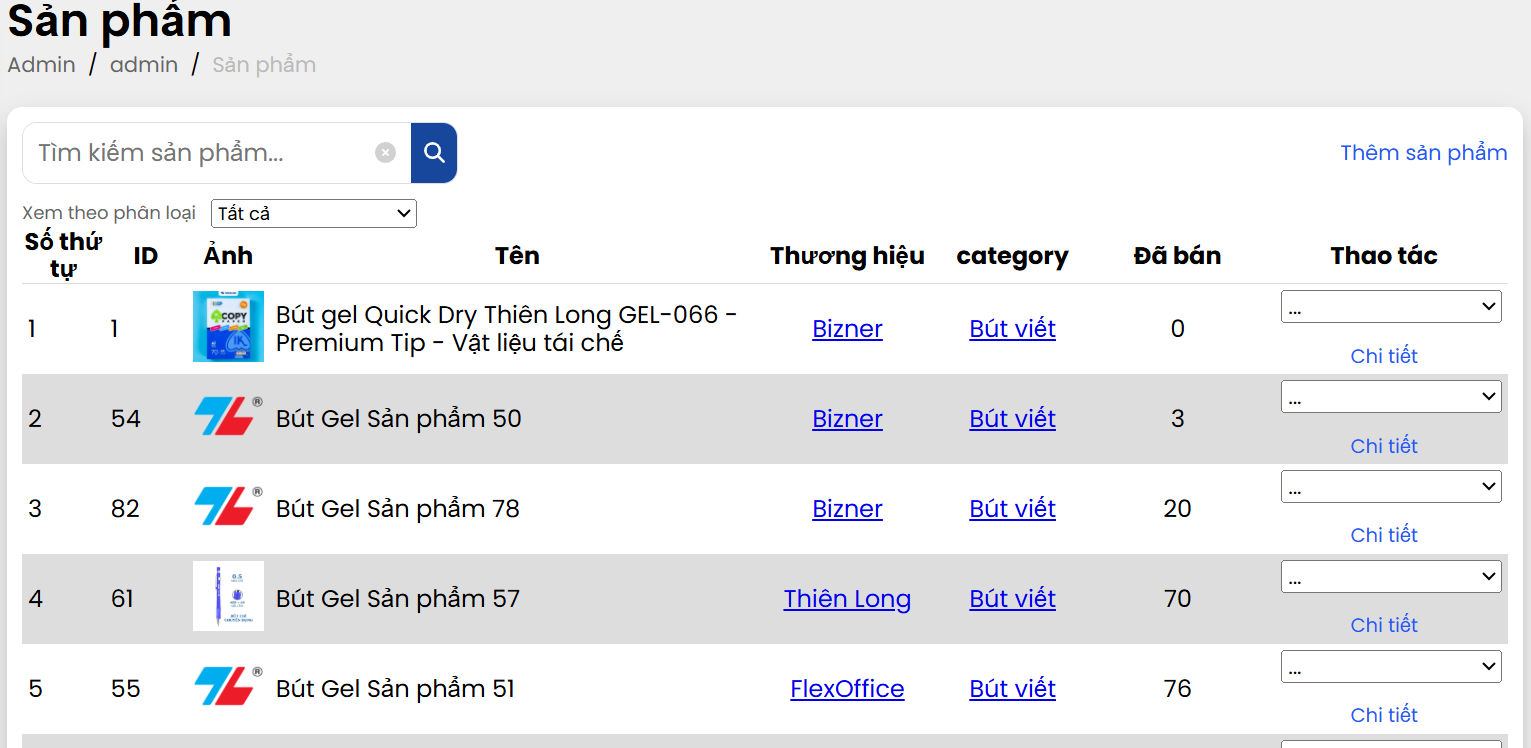 Sản phẩm
Admin / admin / Sản phẩm
Tìm kiếm sản phẩm...
Thêm sản phẩm
Xem theo phân loại Tất cả
Số thứ tự ID Ảnh Tên Thương hiệu category Đã bán Thao tác
1 1 COPY Bút gel Quick Dry Thiên Long GEL-066 - Bizner Bút viết 0 ...
Premium Tip - Vật liệu tái chế
Chi tiết
2 54 Bút Gel Sản phẩm 50 Bizner Bút viết 3 ...
Chi tiết
3 82 Bút Gel Sản phẩm 78 Bizner Bút viết 20 ...
Chi tiết
4 61 Bút Gel Sản phẩm 57 Thiên Long Bút viết 70 ...
Chi tiết
5 55 Bút Gel Sản phẩm 51 FlexOffice Bút viết 76 ...
Chi tiết